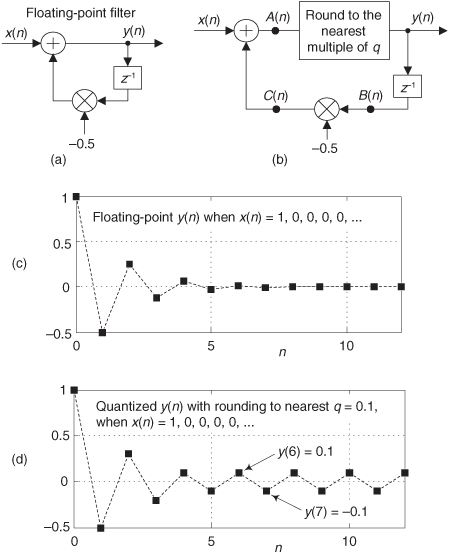 Floating-point filter
x(n)
y(n)
+
z⁻¹
–0.5
(a)
x(n)
A(n)
Round to the
nearest
multiple of q
y(n)
+
z⁻¹
C(n)
B(n)
–0.5
(b)
(c)
1
0.5
0
–0.5
Floating-point y(n) when x(n) = 1, 0, 0, 0, 0, ...
0
5
10
n
(d)
1
0.5
0
–0.5
Quantized y(n) with rounding to nearest q = 0.1,
when x(n) = 1, 0, 0, 0, 0, ...
y(6) = 0.1
y(7) = –0.1
0
5
10
n